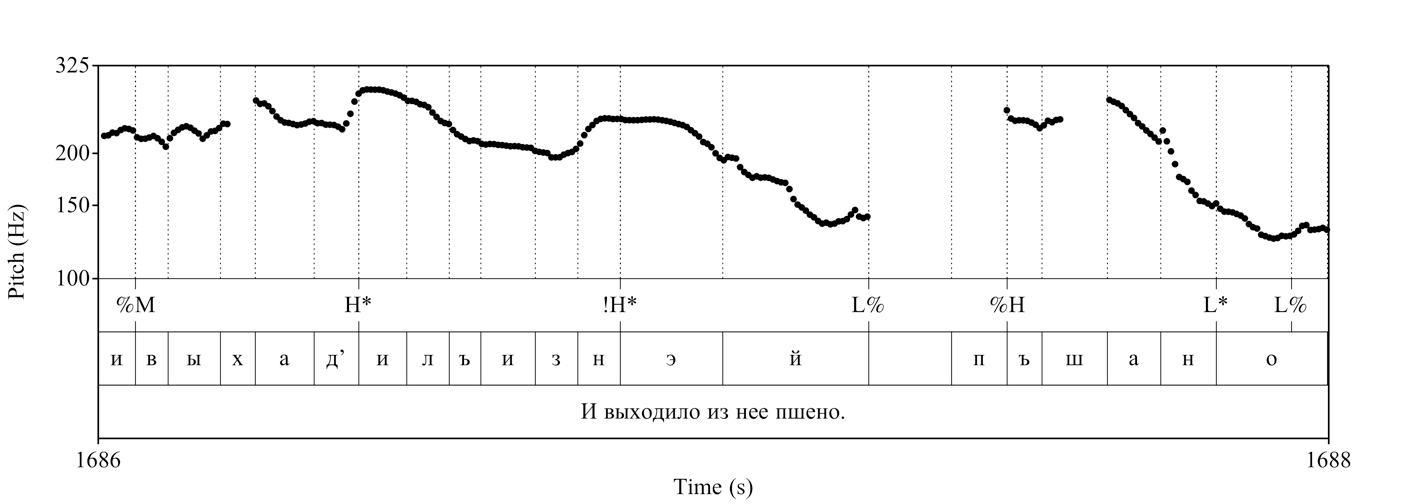 325
200
150
100
Pitch (Hz)
%M H* !H* L% %H L* L%
и в ы х а д’ и л ъ и з н э й п ъ ш а н о
И выходило из нее пшено.
1686 1688
Time (s)